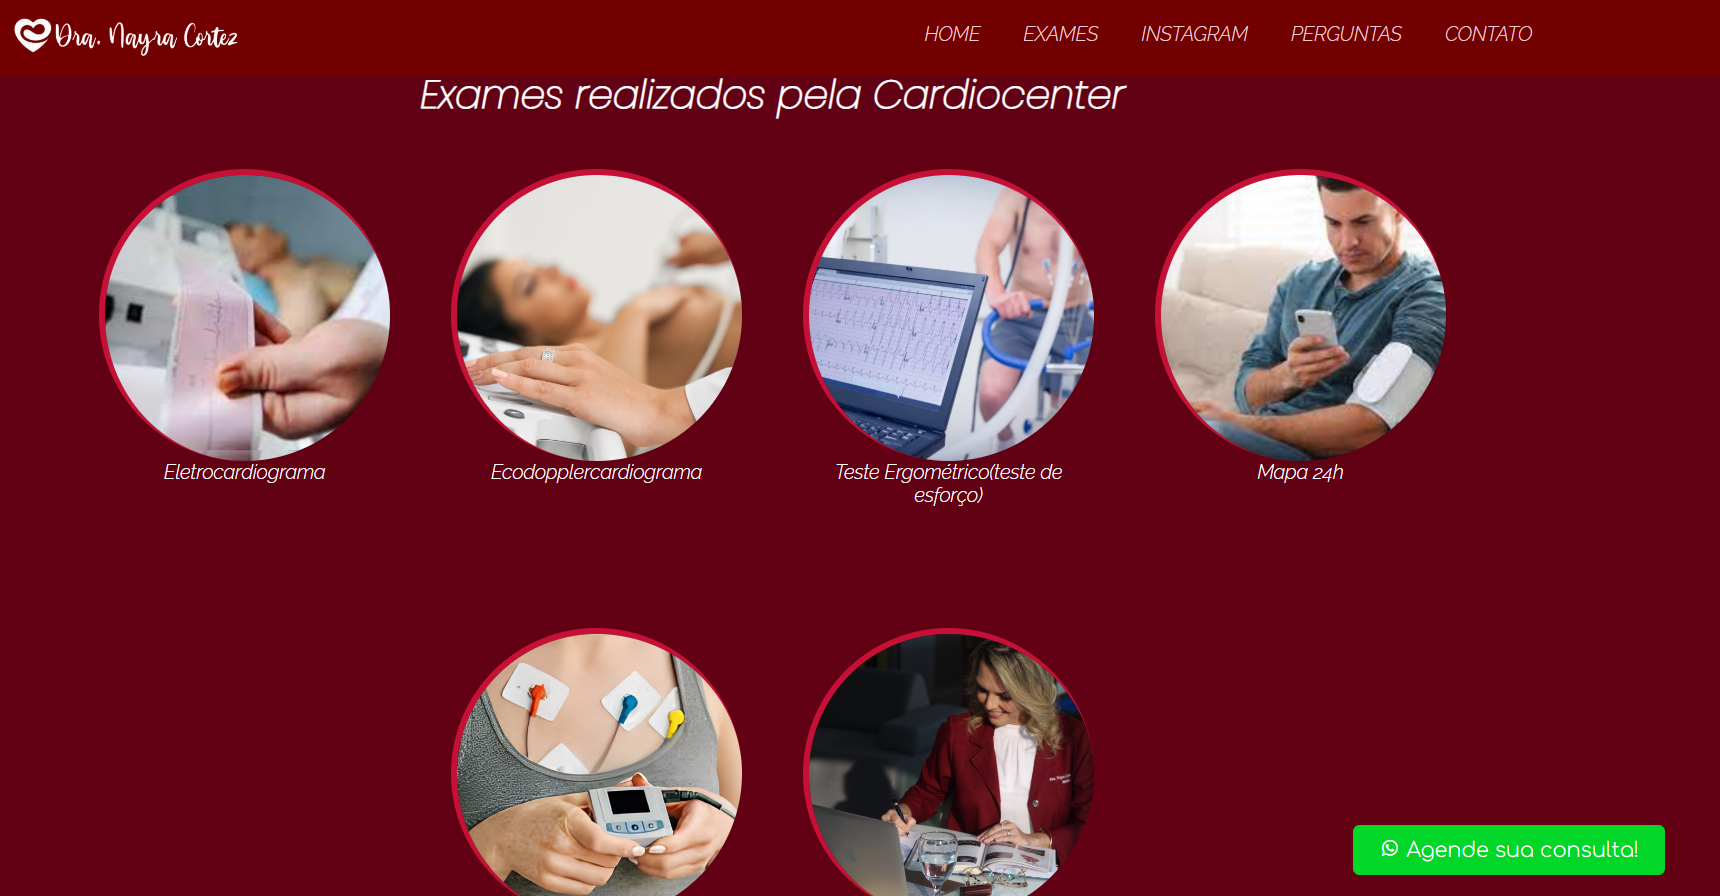 Dra. Nayra Cortez
HOME
EXAMES
INSTAGRAM
PERGUNTAS
CONTATO
Exames realizados pela Cardiocenter
Eletrocardiograma
Ecodopplercardiograma
Teste Ergométrico(teste de
esforço)
Mapa 24h
Agende sua consulta!